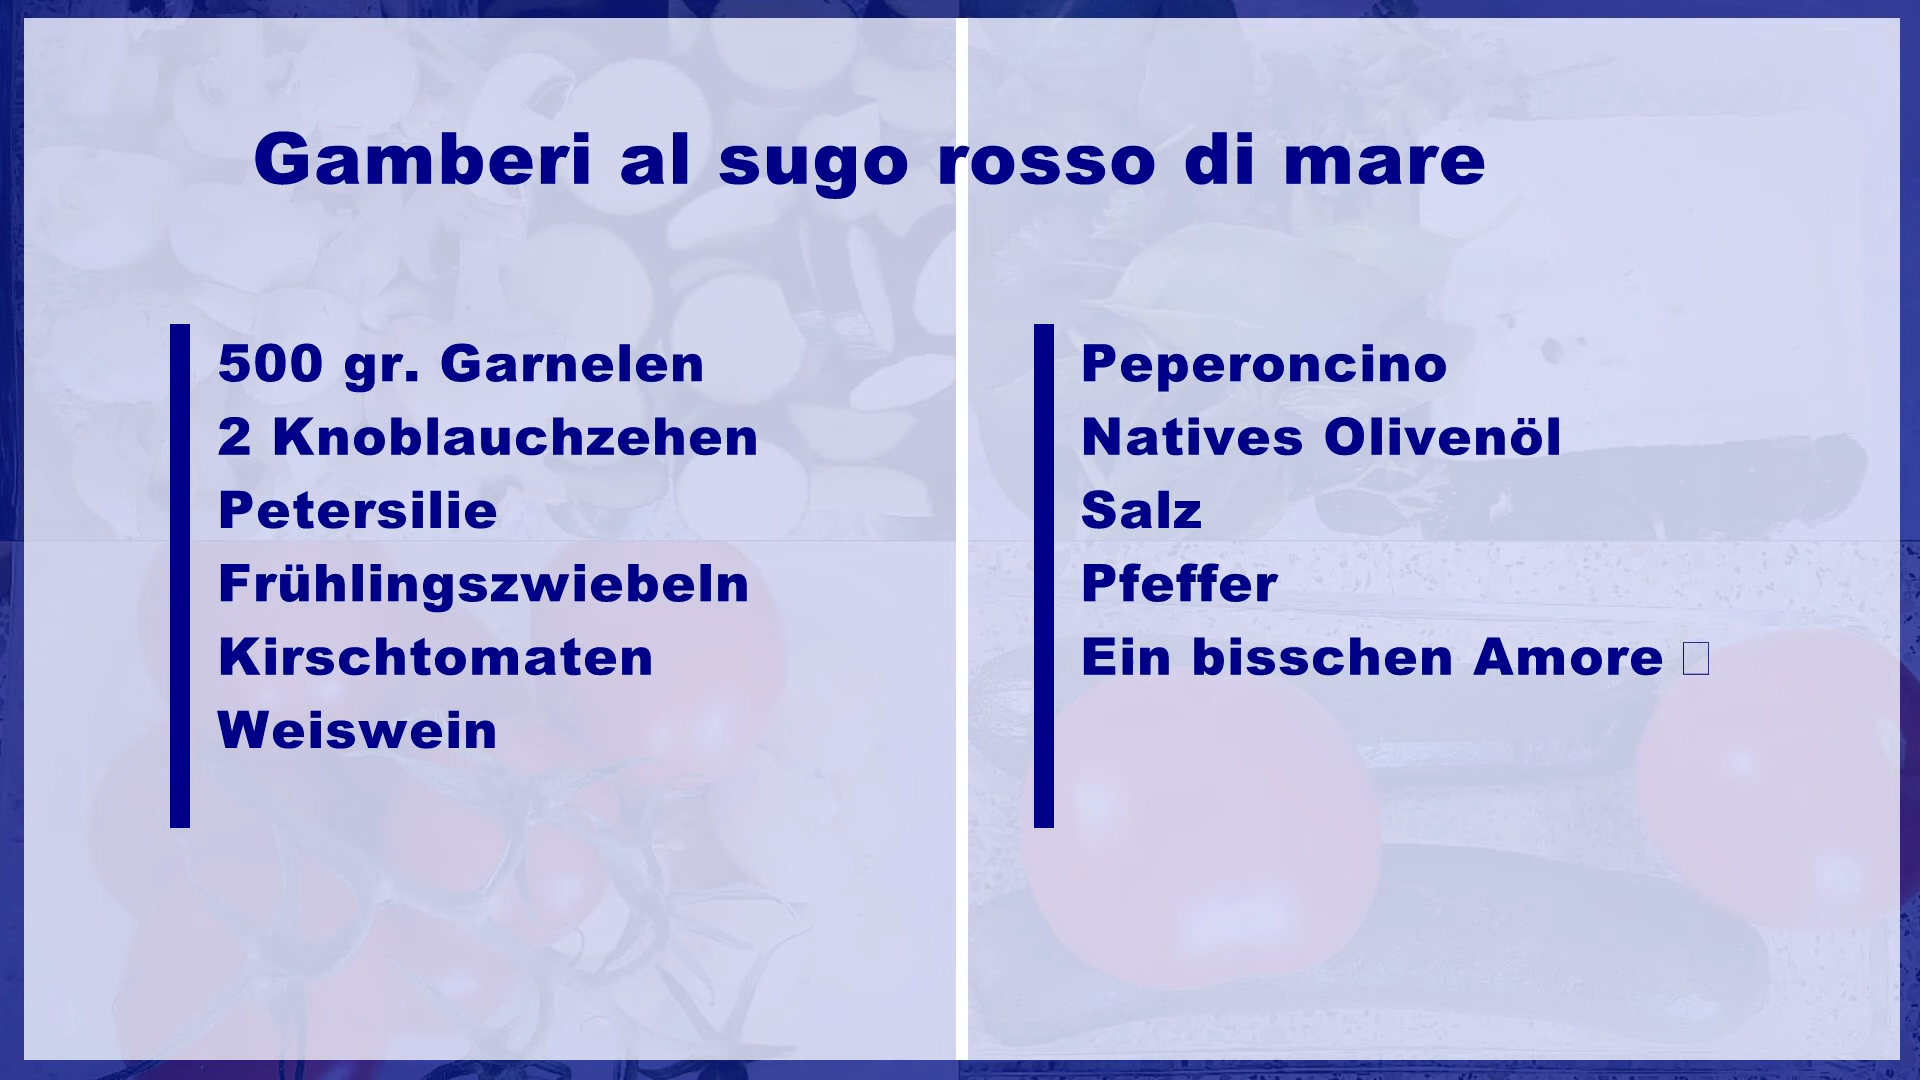 Gamberi al sugo rosso di mare
500 gr. Garnelen
2 Knoblauchzehen
Petersilie
Frühlingszwiebeln
Kirschtomaten
Weiswein
Peperoncino
Natives Olivenöl
Salz
Pfeffer
Ein bisschen Amore